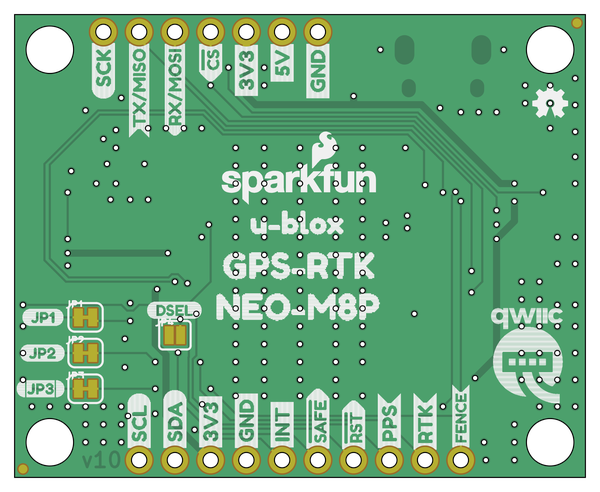 SCK
TX/MISO
RX/MOSI
CS
3V3
5V
GND
sparkfun
u-blox
GPS-RTK
NEO-M8P
DSEL
JP1
JP2
JP3
qwiic
SCL
SDA
3V3
GND
INT
SAFE
RST
PPS
RTK
FENCE
v10